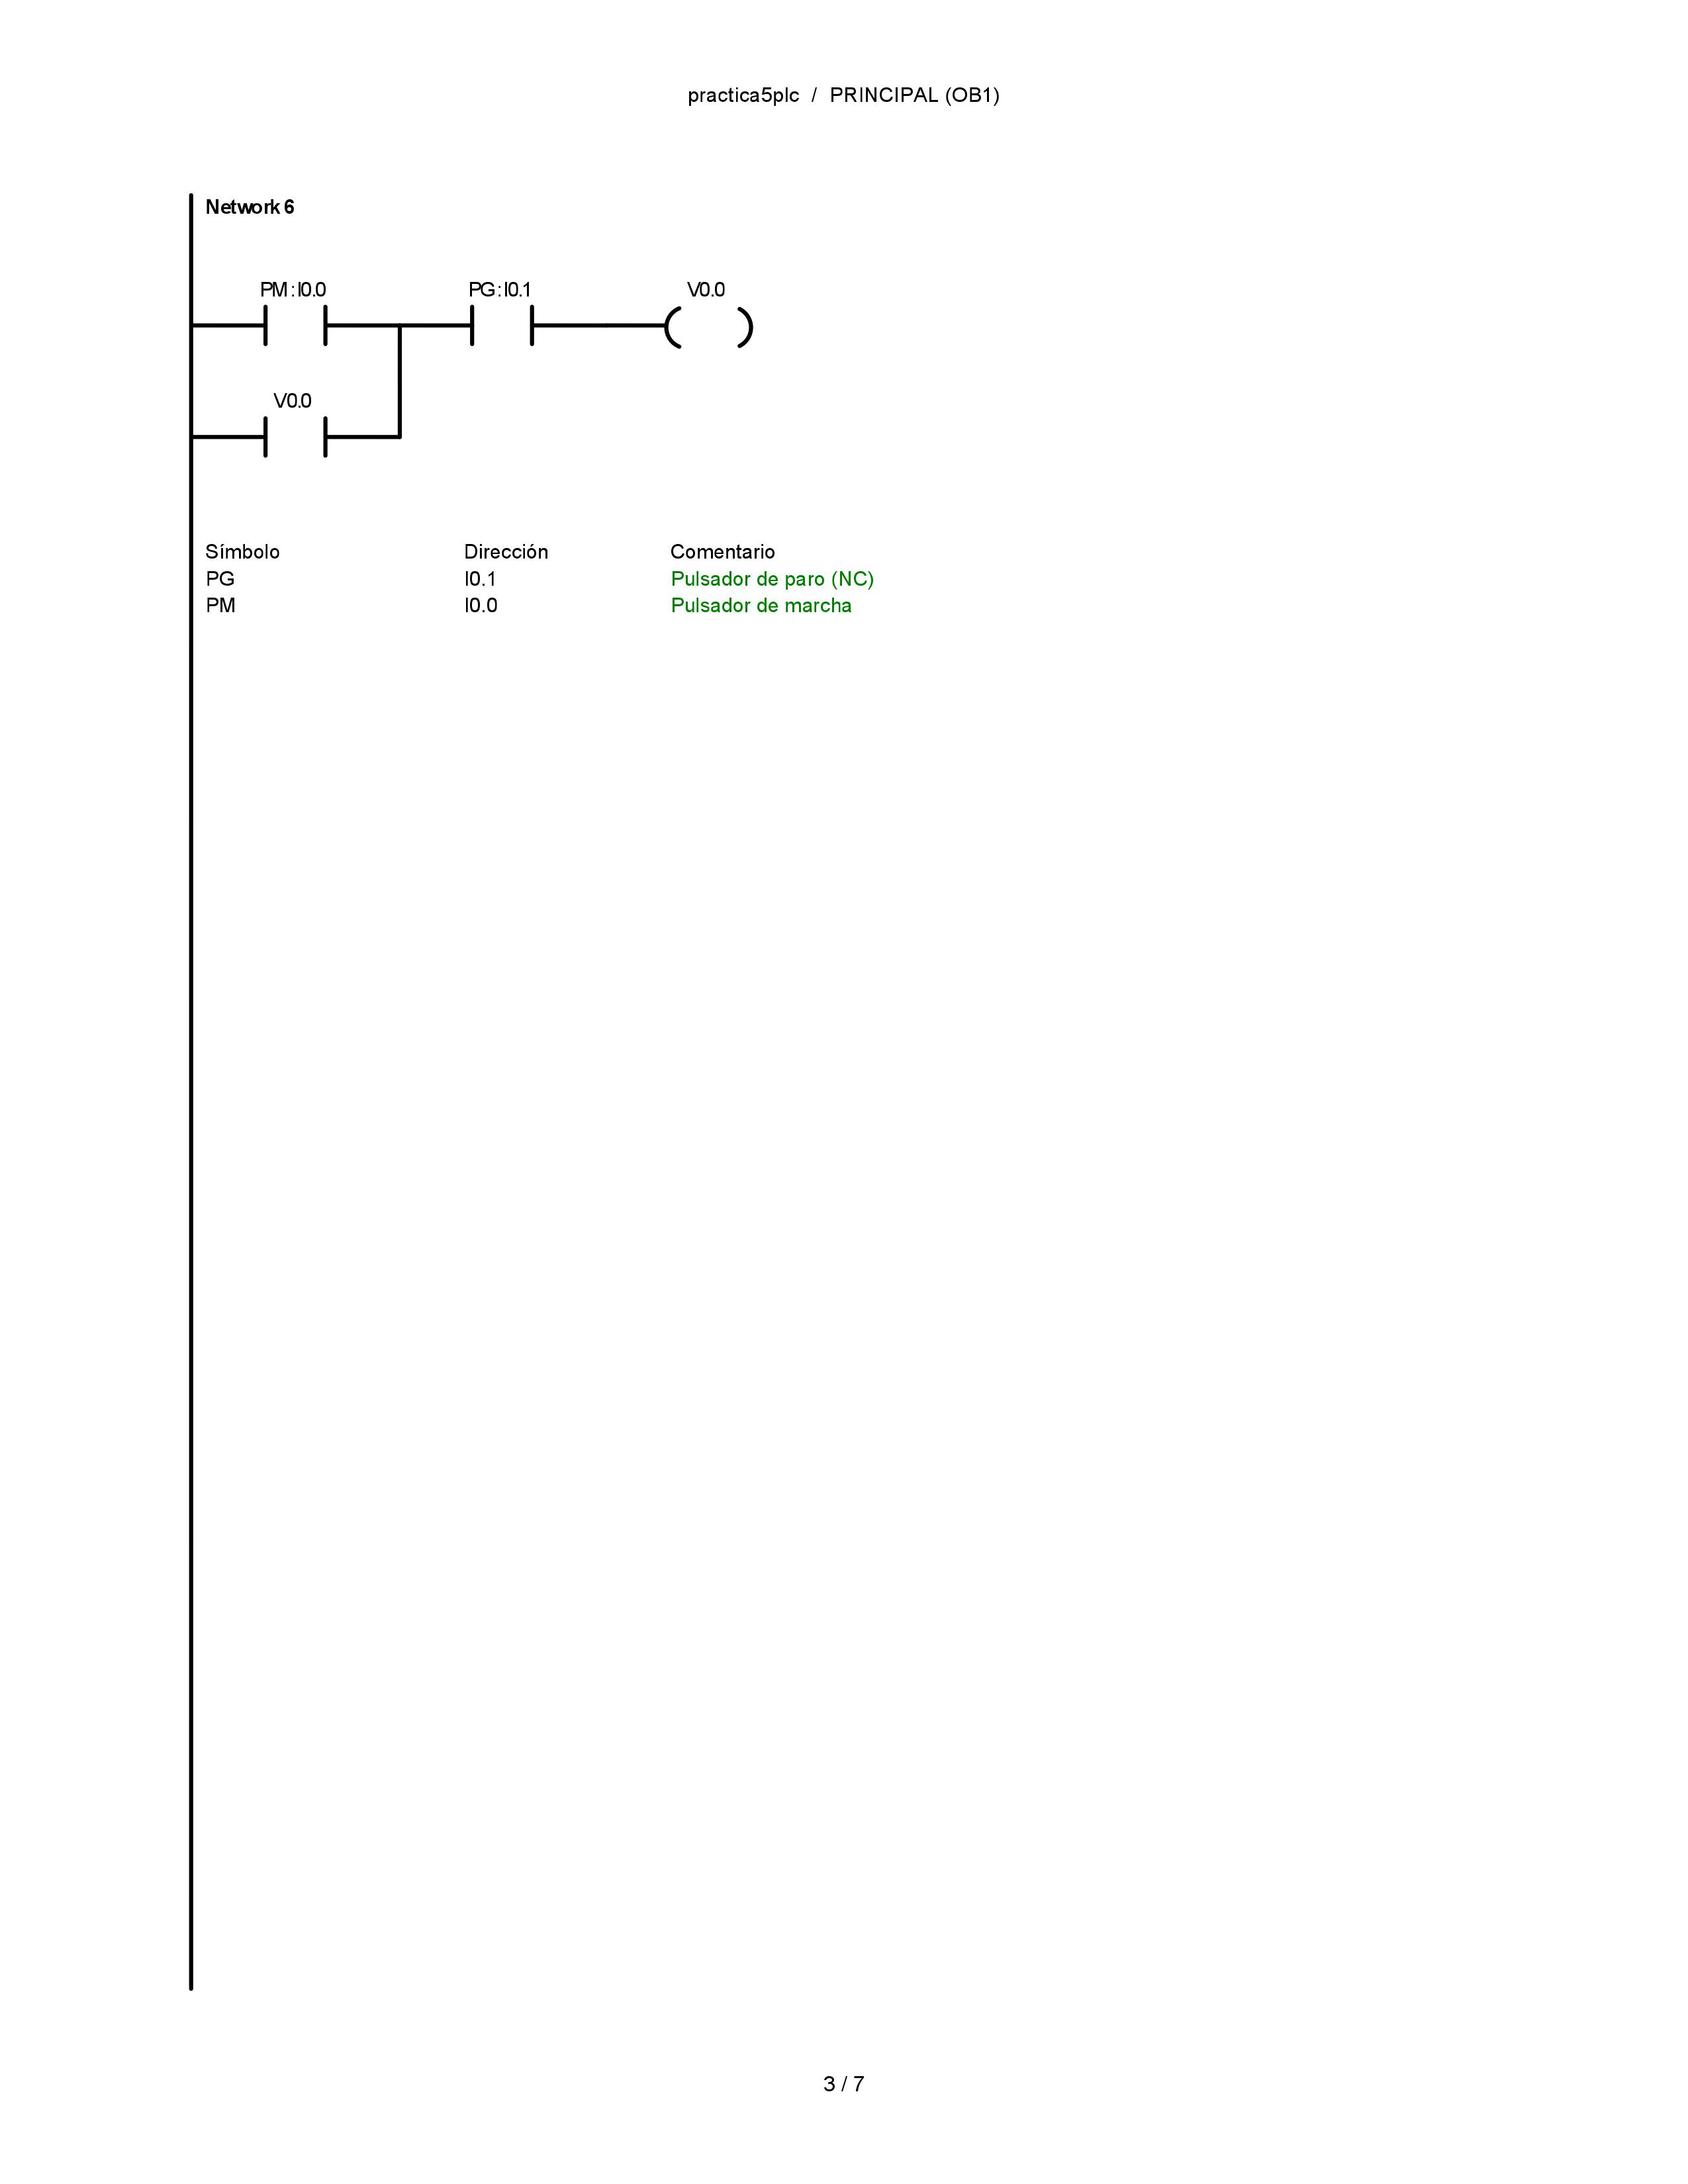 practica5plc / PRINCIPAL (OB1)
Network 6
PM:I0.0 PG:I0.1 V0.0
V0.0
Símbolo Dirección Comentario
PG I0.1 Pulsador de paro (NC)
PM I0.0 Pulsador de marcha
3 / 7